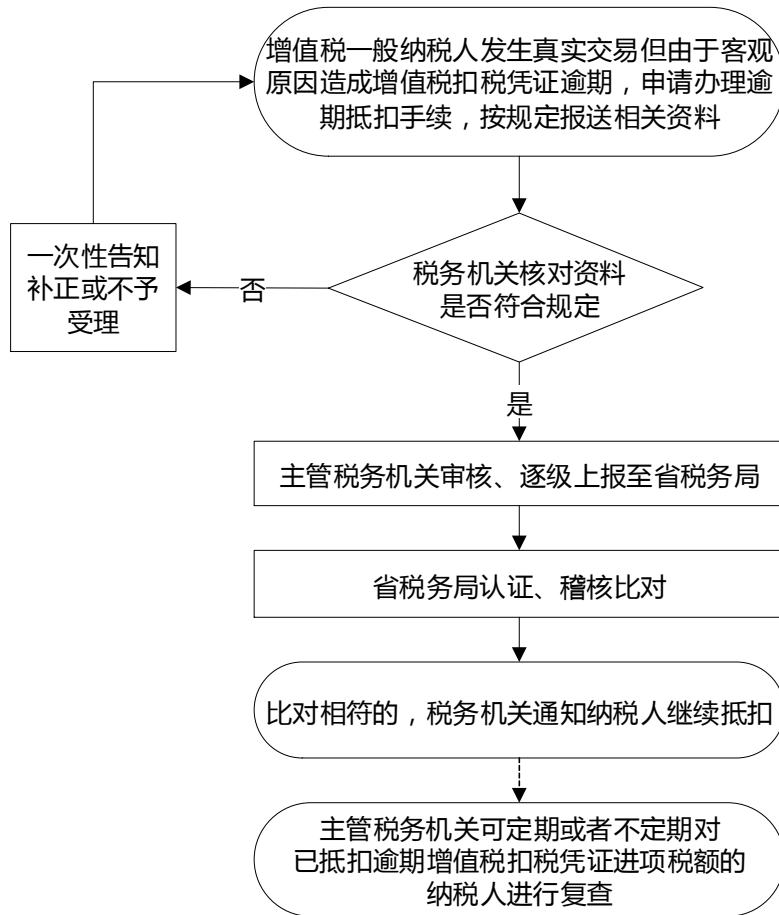 增值税一般纳税人发生真实交易但由于客观
原因造成增值税扣税凭证逾期，申请办理逾
期抵扣手续，按规定报送相关资料
一次性告知
补正或不予
受理
否
税务机关核对资料
是否符合规定
是
主管税务机关审核、逐级上报至省税务局
省税务局认证、稽核比对
比对相符的，税务机关通知纳税人继续抵扣
主管税务机关可定期或者不定期对
已抵扣逾期增值税扣税凭证进项税额的
纳税人进行复查